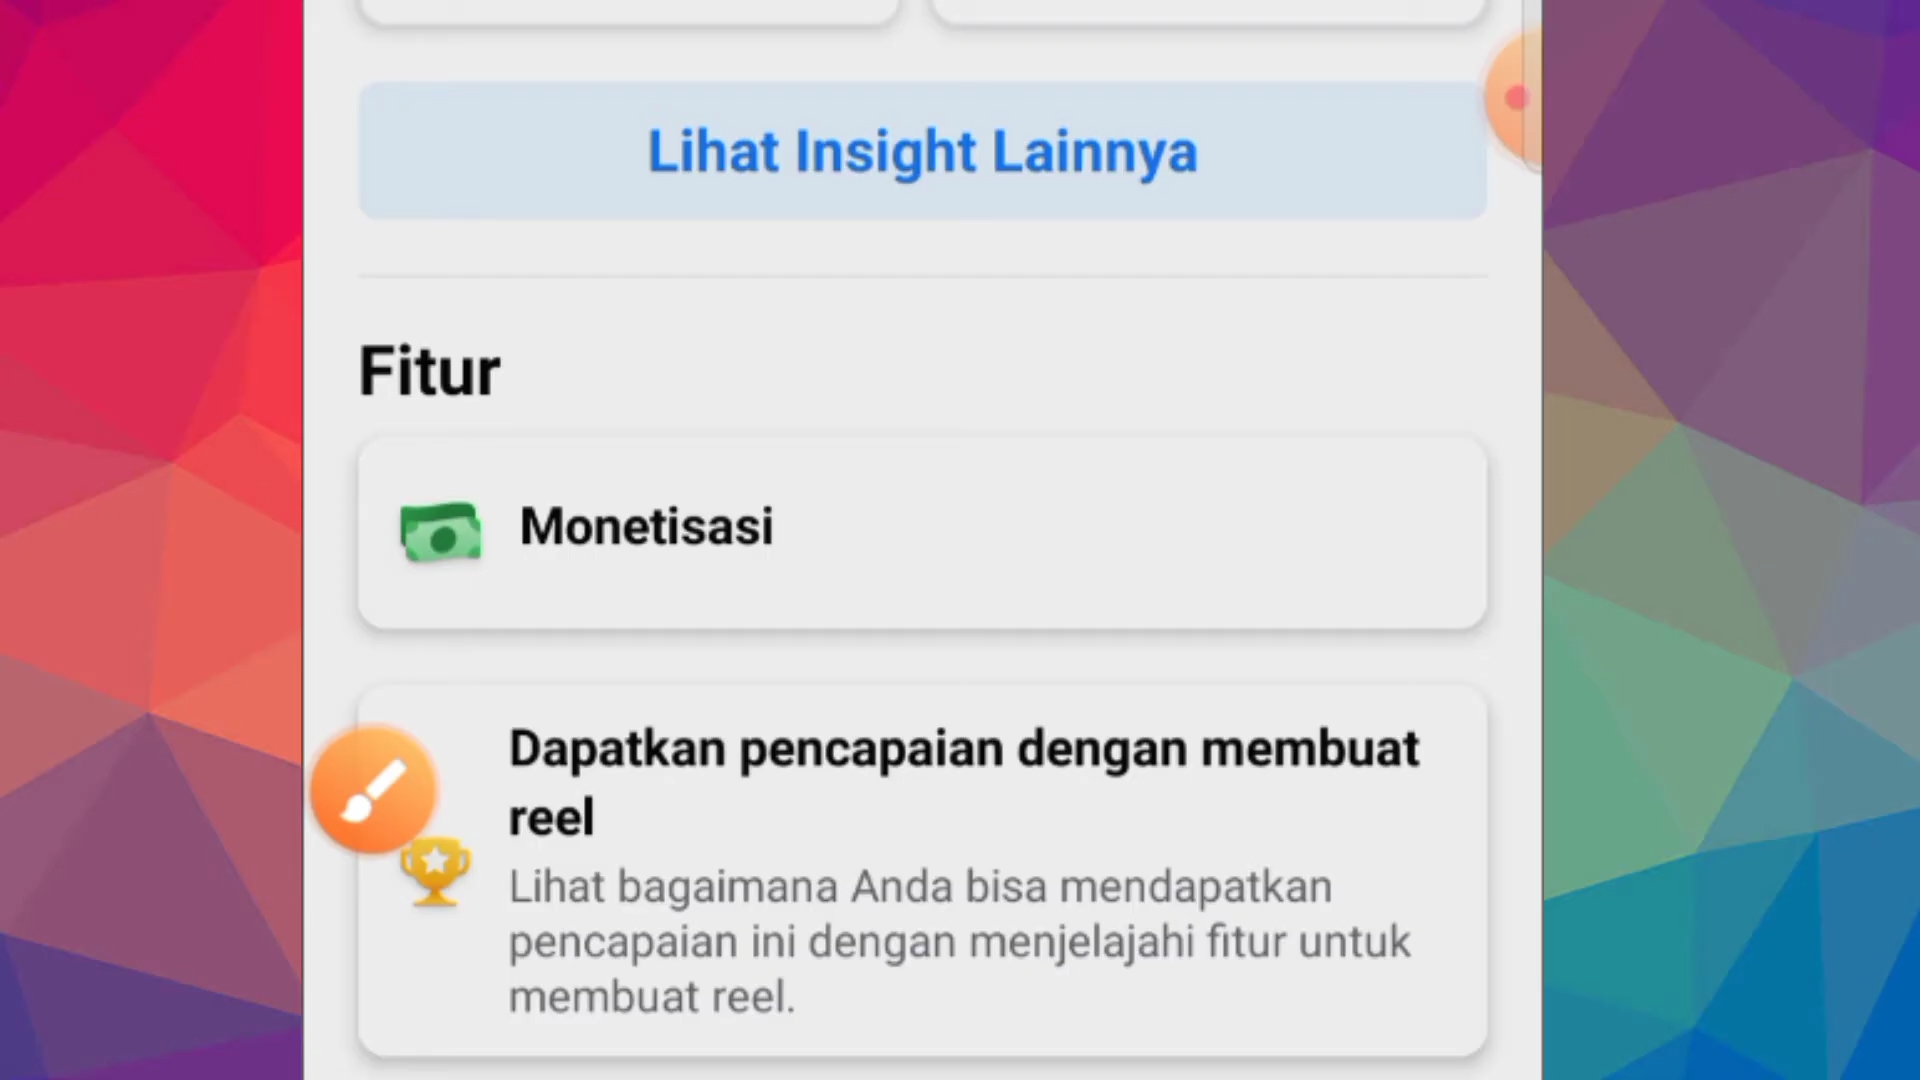 Lihat Insight Lainnya
Fitur
Monetisasi
Dapatkan pencapaian dengan membuat
reel
Lihat bagaimana Anda bisa mendapatkan
pencapaian ini dengan menjelajahi fitur untuk
membuat reel.